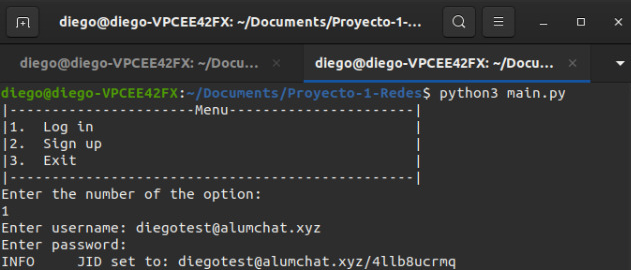 diego@diego-VPCEE42FX: ~/Documents/Proyecto-1-...
diego@diego-VPCEE42FX: ~/Docu...
diego@diego-VPCEE42FX: ~/Docu...
diego@diego-VPCEE42FX:~/Documents/Proyecto-1-Redes$ python3 main.py
|----------------------Menu----------------------|
|1.  Log in                                      |
|2.  Sign up                                     |
|3.  Exit                                        |
|------------------------------------------------|
Enter the number of the option:
1
Enter username: diegotest@alumchat.xyz
Enter password:
INFO     JID set to: diegotest@alumchat.xyz/4llb8ucrmq